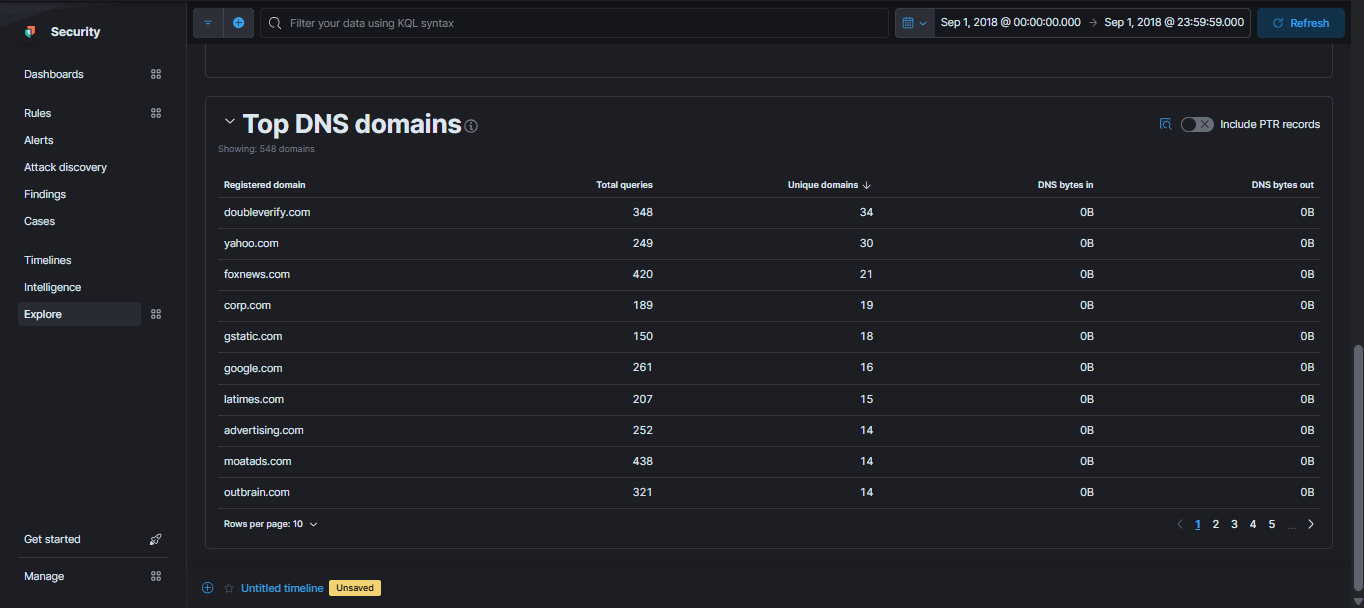 Security
Filter your data using KQL syntax
Sep 1, 2018 @ 00:00:00.000 → Sep 1, 2018 @ 23:59:59.000
Refresh
Dashboards
Rules
Alerts
Attack discovery
Findings
Cases
Timelines
Intelligence
Explore
Get started
Manage
Top DNS domains
Include PTR records
Showing: 548 domains
Registered domain Total queries Unique domains ↓ DNS bytes in DNS bytes out
doubleverify.com 348 34 0B 0B
yahoo.com 249 30 0B 0B
foxnews.com 420 21 0B 0B
corp.com 189 19 0B 0B
gstatic.com 150 18 0B 0B
google.com 261 16 0B 0B
latimes.com 207 15 0B 0B
advertising.com 252 14 0B 0B
moatads.com 438 14 0B 0B
outbrain.com 321 14 0B 0B
Rows per page: 10 1 2 3 4 5 ...
Untitled timeline Unsaved